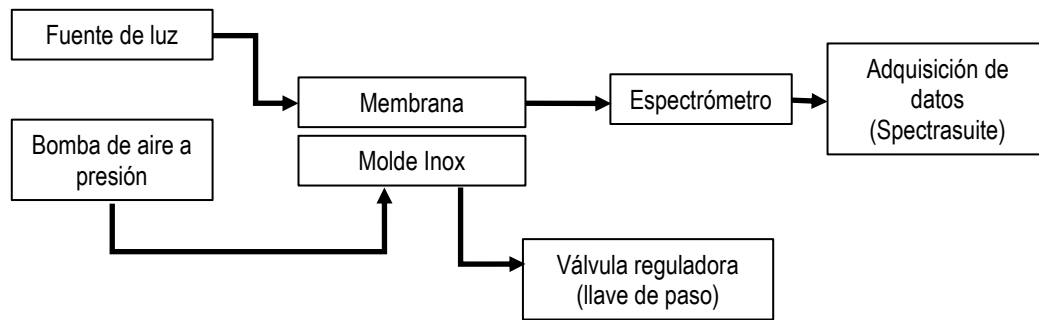 Fuente de luz
Membrana
Espectrómetro
Adquisición de
datos
(Spectrasuite)
Bomba de aire a
presión
Molde Inox
Válvula reguladora
(llave de paso)